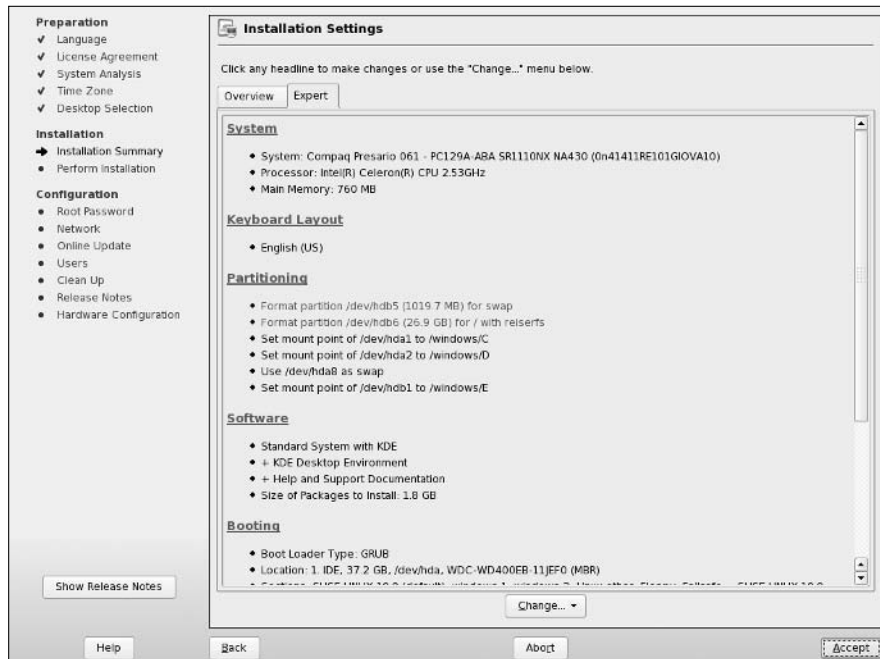 Preparation
✔ Language
✔ License Agreement
✔ System Analysis
✔ Time Zone
✔ Desktop Selection
Installation
➔ Installation Summary
• Perform Installation
Configuration
• Root Password
• Network
• Online Update
• Users
• Clean Up
• Release Notes
• Hardware Configuration
Show Release Notes
Installation Settings
Click any headline to make changes or use the "Change..." menu below.
Overview
Expert
System
• System: Compaq Presario 061 - PC129A-ABA SR1110NX NA430 (0n41411RE101GIOVA10)
• Processor: Intel(R) Celeron(R) CPU 2.53GHz
• Main Memory: 760 MB
Keyboard Layout
• English (US)
Partitioning
• Format partition /dev/hdb5 (1019.7 MB) for swap
• Format partition /dev/hdb6 (26.9 GB) for / with reiserfs
• Set mount point of /dev/hda1 to /windows/C
• Set mount point of /dev/hda2 to /windows/D
• Use /dev/hda8 as swap
• Set mount point of /dev/hdb1 to /windows/E
Software
• Standard System with KDE
• + KDE Desktop Environment
• + Help and Support Documentation
• Size of Packages to Install: 1.8 GB
Booting
• Boot Loader Type: GRUB
• Location: 1. IDE, 37.2 GB, /dev/hda, WDC-WD400EB-11JEF0 (MBR)
Change...
Help
Back
Abort
Accept